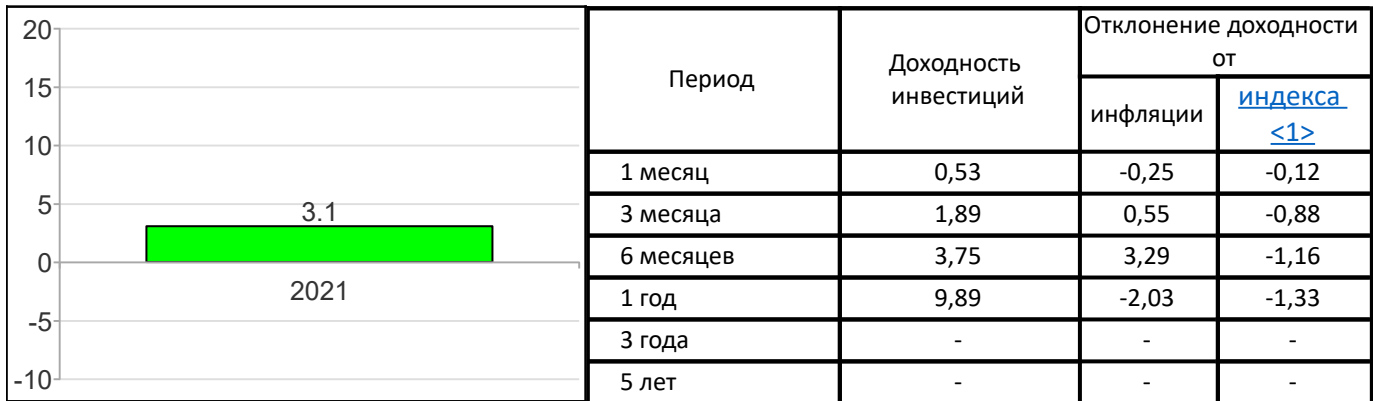 20
15
10
5
0
-5
-10
3.1
2021
Период
Доходность
инвестиций
Отклонение доходности
от
инфляции
индекса
<1>
1 месяц 0,53 -0,25 -0,12
3 месяца 1,89 0,55 -0,88
6 месяцев 3,75 3,29 -1,16
1 год 9,89 -2,03 -1,33
3 года - - -
5 лет - - -